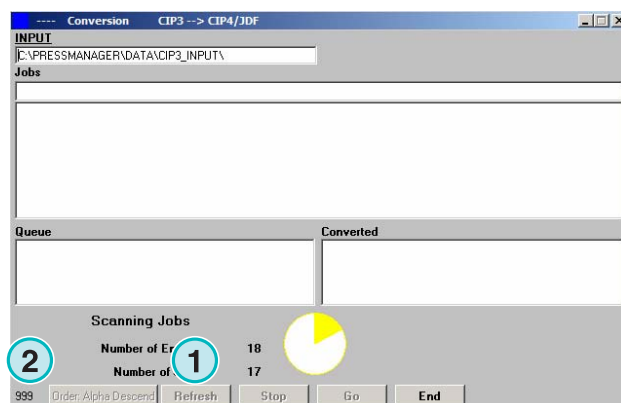 ---- Conversion CIP3 --> CIP4/JDF
INPUT
C:\PRESSMANAGER\DATA\CIP3_INPUT\
Jobs
Queue Converted
Scanning Jobs
Number of 18
2 1
Number of 17
999 Order: Alpha Descend Refresh Stop Go End